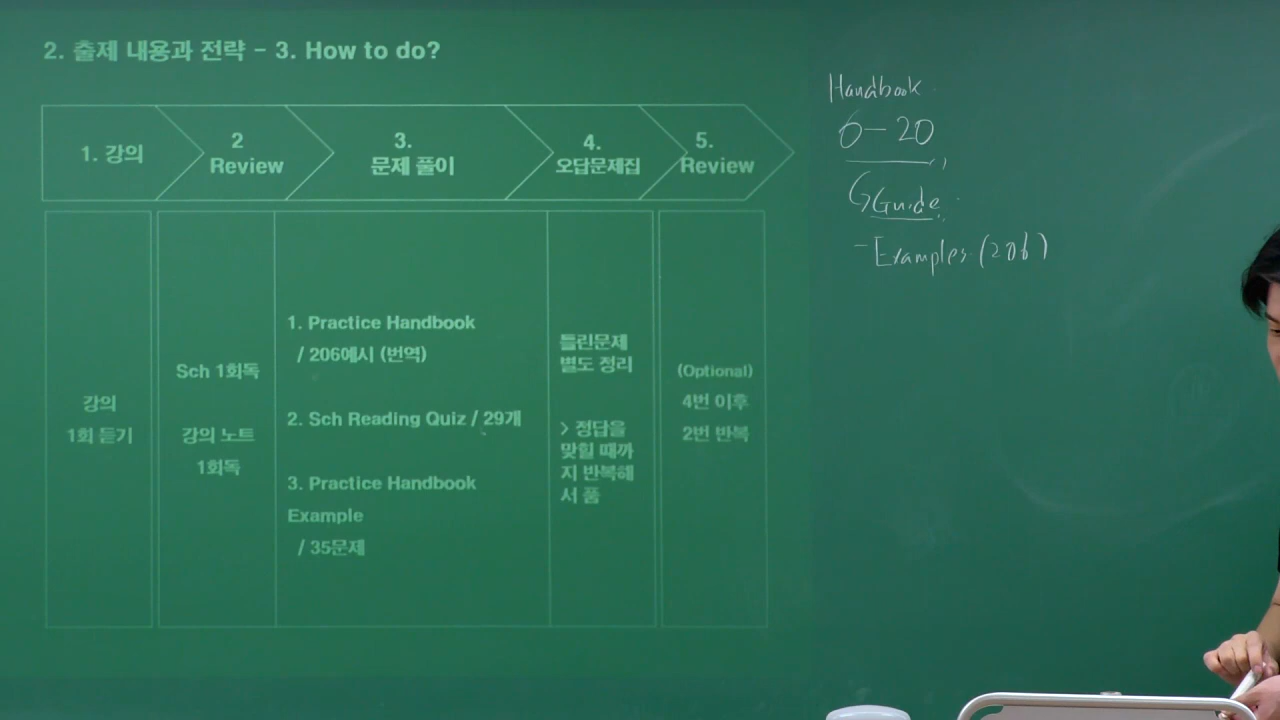 2. 출제 내용과 전략 - 3. How to do?
1. 강의
2
Review
3.
문제 풀이
4.
오답문제집
5.
Review
강의
1회 듣기
Sch 1회독
강의 노트
1회독
1. Practice Handbook
/ 206예시 (번역)
2. Sch Reading Quiz / 29개
3. Practice Handbook
Example
/ 35문제
틀린문제
별도 정리
> 정답을
맞힐 때까
지 반복해
서 품
(Optional)
4번 이후
2번 반복
Handbook
0-20
Guide
- Examples (206)